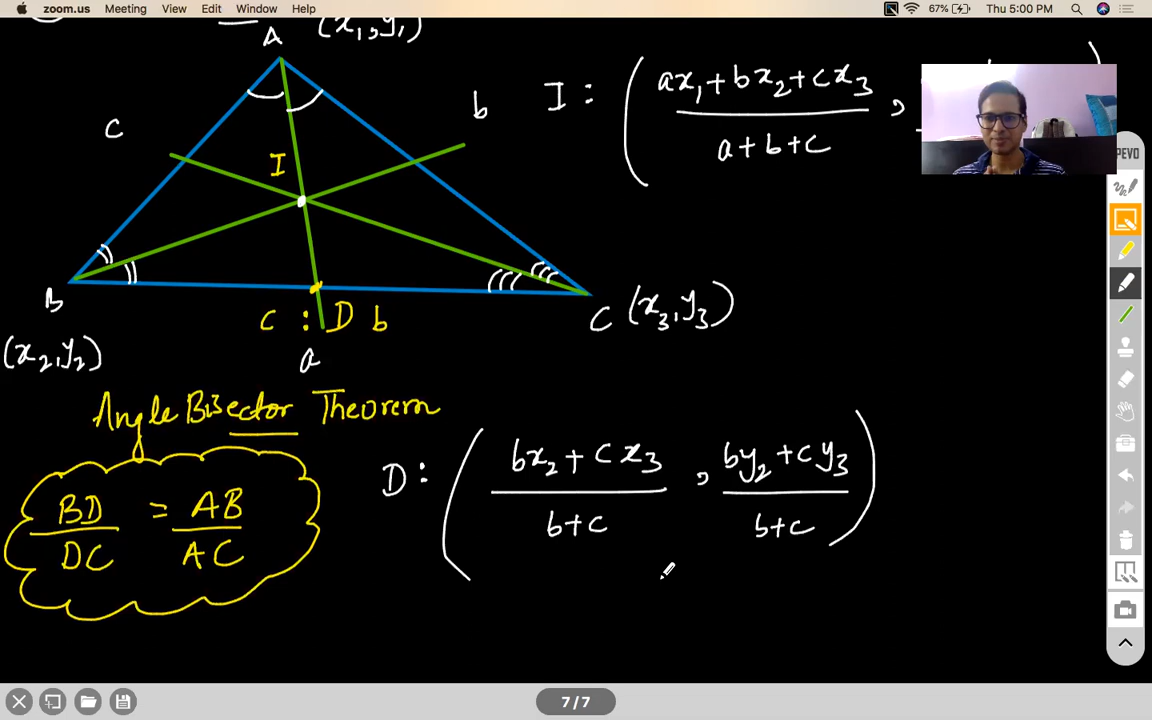 zoom.us Meeting View Window Edit Help 67% Thu 5:00 PM
A (x₁,y₁)
I : ( ax₁+bx₂+cx₃ / a+b+c ,
c
b
I
B
C (x₃,y₃)
c : D b
(x₂,y₂)
a
Angle Bisector Theorem
BD / DC = AB / AC
D : ( bx₂+cx₃ / b+c , by₂+cy₃ / b+c )
7/7